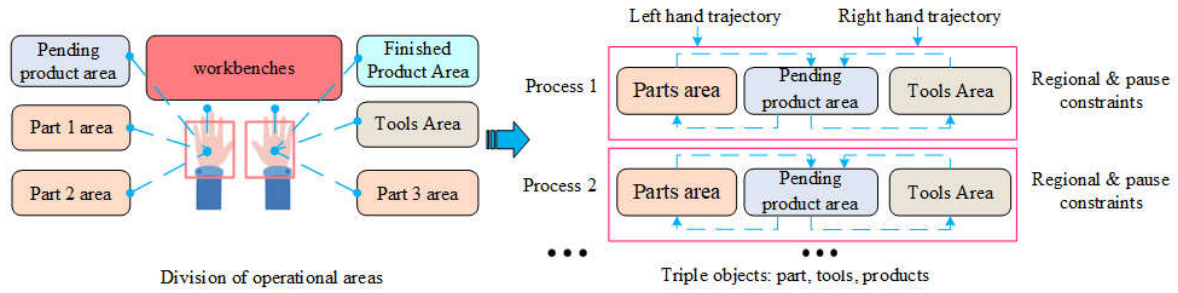 Pending
product area
workbenches
Finished
Product Area
Part 1 area
Tools Area
Part 2 area
Part 3 area
Division of operational areas
Left hand trajectory
Right hand trajectory
Process 1
Parts area
Pending
product area
Tools Area
Regional & pause
constraints
Process 2
Parts area
Pending
product area
Tools Area
Regional & pause
constraints
Triple objects: part, tools, products